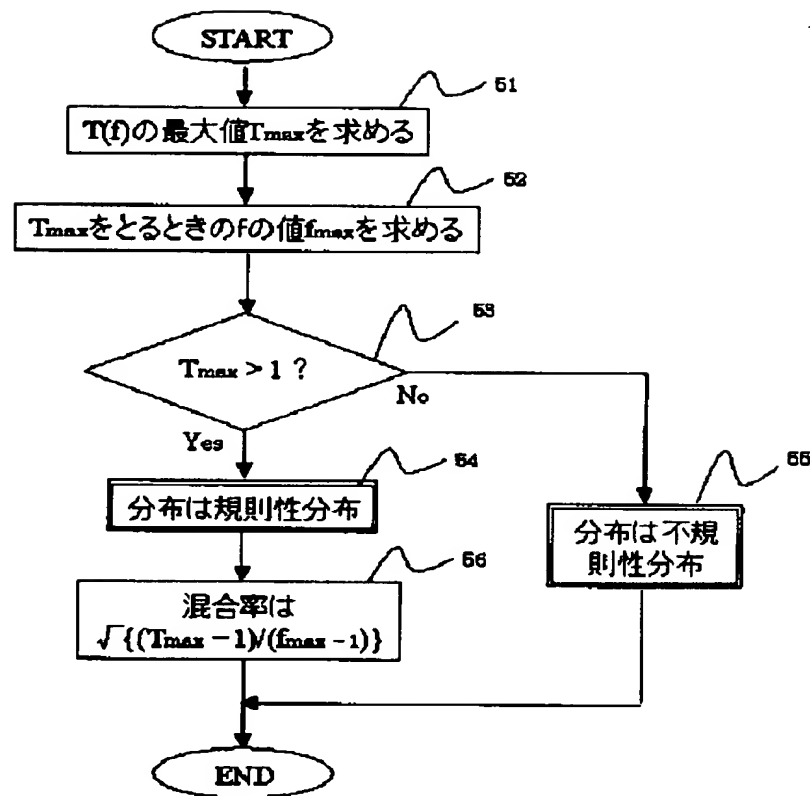 START
51
T(f)の最大値Tmaxを求める
52
Tmaxをとるときのfの値fmaxを求める
53
Tmax > 1 ?
No
Yes
54
分布は規則性分布
55
分布は不規
則性分布
56
混合率は
√{(Tmax - 1)/(fmax - 1)}
END